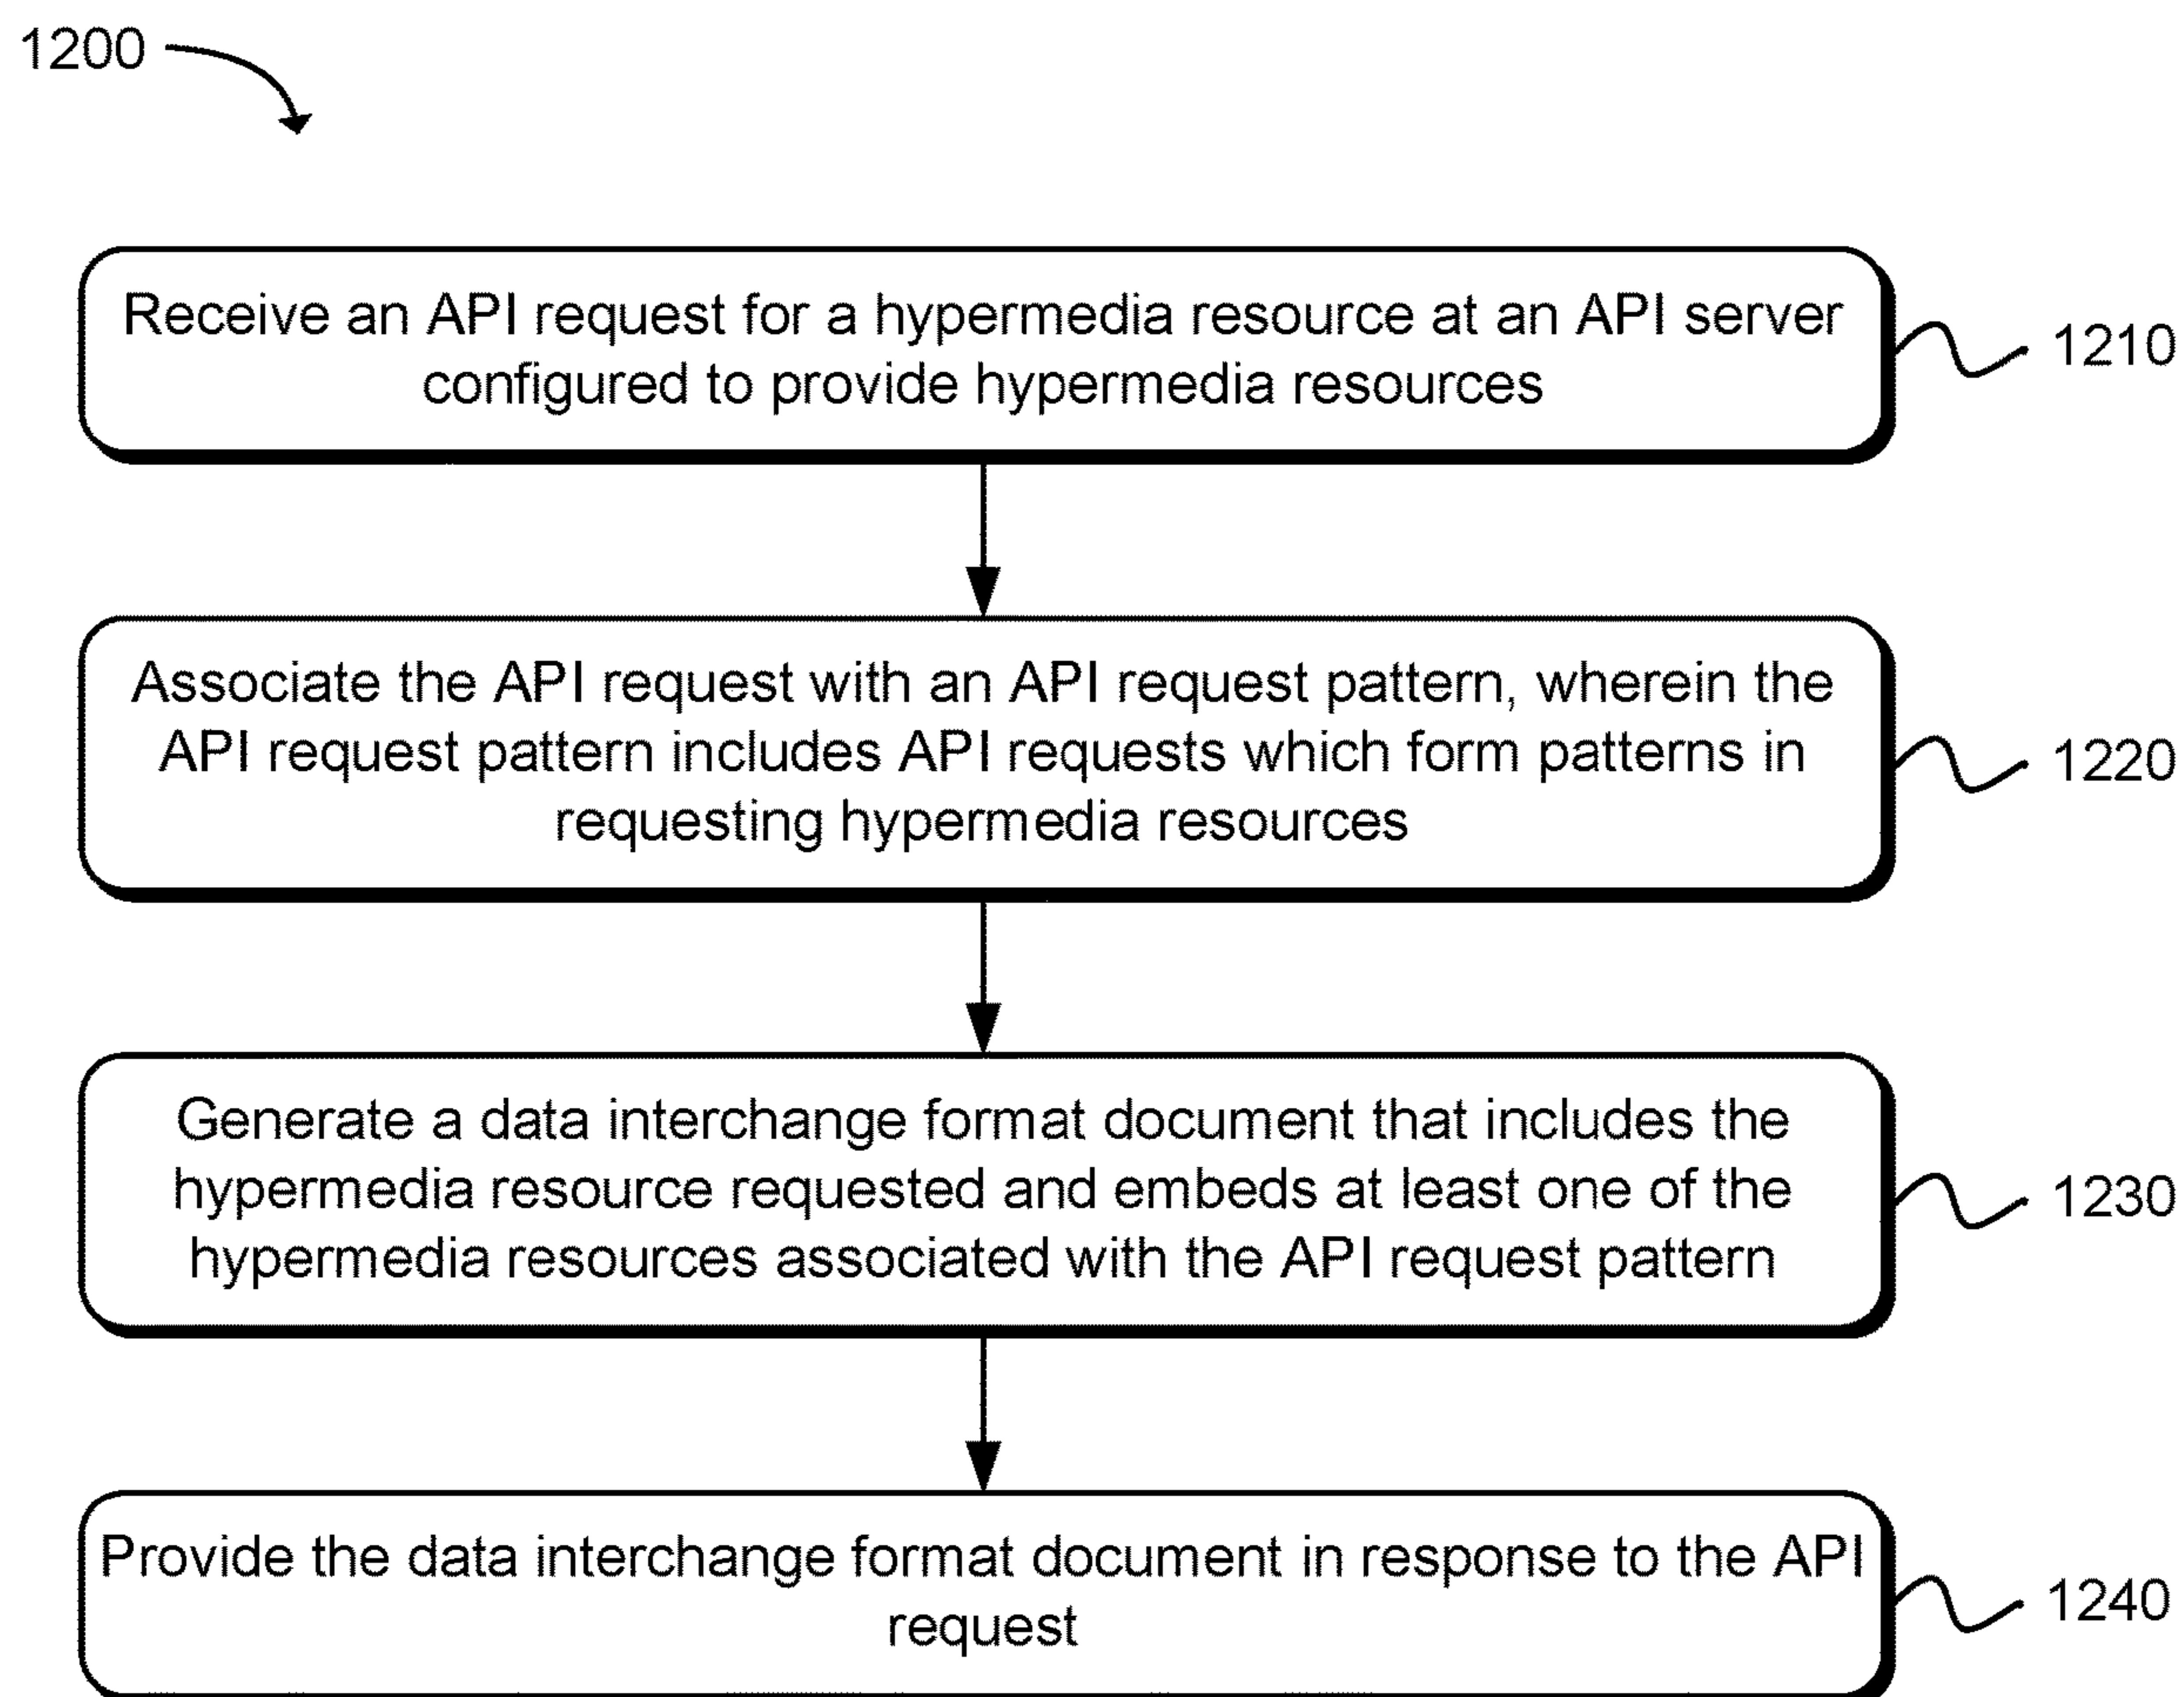 1200
Receive an API request for a hypermedia resource at an API server
configured to provide hypermedia resources
1210
Associate the API request with an API request pattern, wherein the
API request pattern includes API requests which form patterns in
requesting hypermedia resources
1220
Generate a data interchange format document that includes the
hypermedia resource requested and embeds at least one of the
hypermedia resources associated with the API request pattern
1230
Provide the data interchange format document in response to the API
request
1240